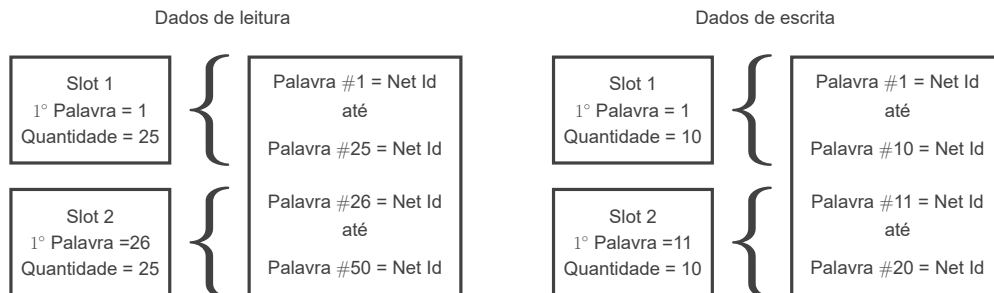 Dados de leitura
Slot 1
1° Palavra = 1
Quantidade = 25
Palavra #1 = Net Id
até
Palavra #25 = Net Id
Slot 2
1° Palavra =26
Quantidade = 25
Palavra #26 = Net Id
até
Palavra #50 = Net Id
Dados de escrita
Slot 1
1° Palavra = 1
Quantidade = 10
Palavra #1 = Net Id
até
Palavra #10 = Net Id
Slot 2
1° Palavra =11
Quantidade = 10
Palavra #11 = Net Id
até
Palavra #20 = Net Id